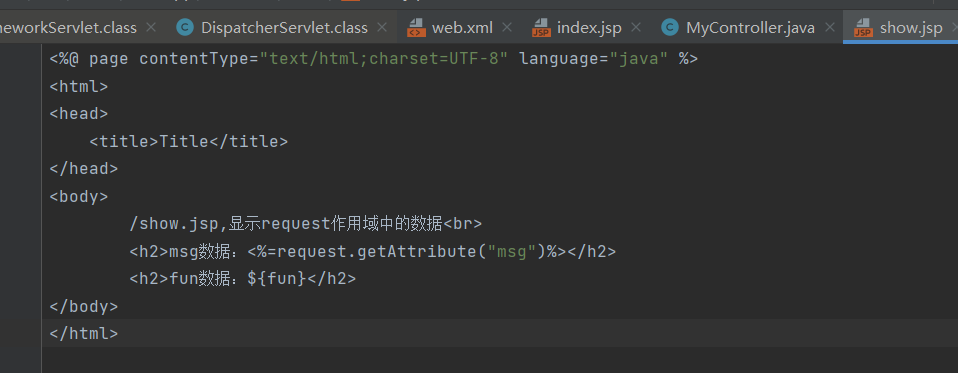 neworkServlet.class DispatcherServlet.class web.xml index.jsp MyController.java show.jsp
<%@ page contentType="text/html;charset=UTF-8" language="java" %>
<html>
<head>
    <title>Title</title>
</head>
<body>
        /show.jsp,显示request作用域中的数据<br>
        <h2>msg数据：<%=request.getAttribute("msg")%></h2>
        <h2>fun数据：${fun}</h2>
</body>
</html>